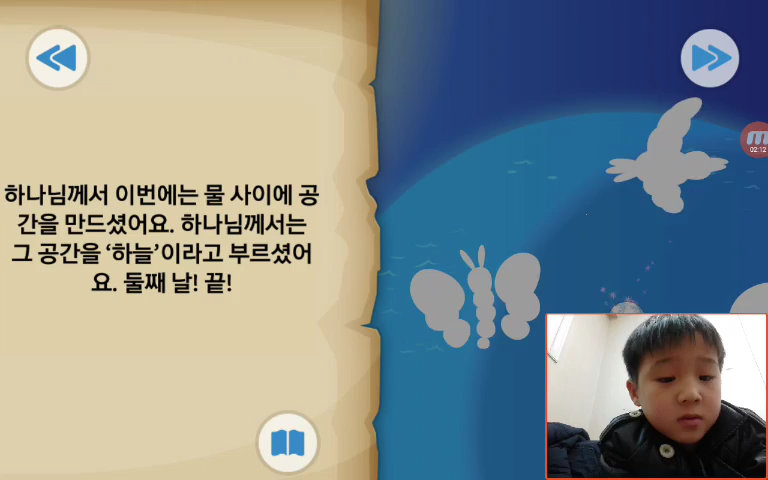 하나님께서 이번에는 물 사이에 공
간을 만드셨어요. 하나님께서는
그 공간을 ‘하늘’이라고 부르셨어
요. 둘째 날! 끝!
m
02:12